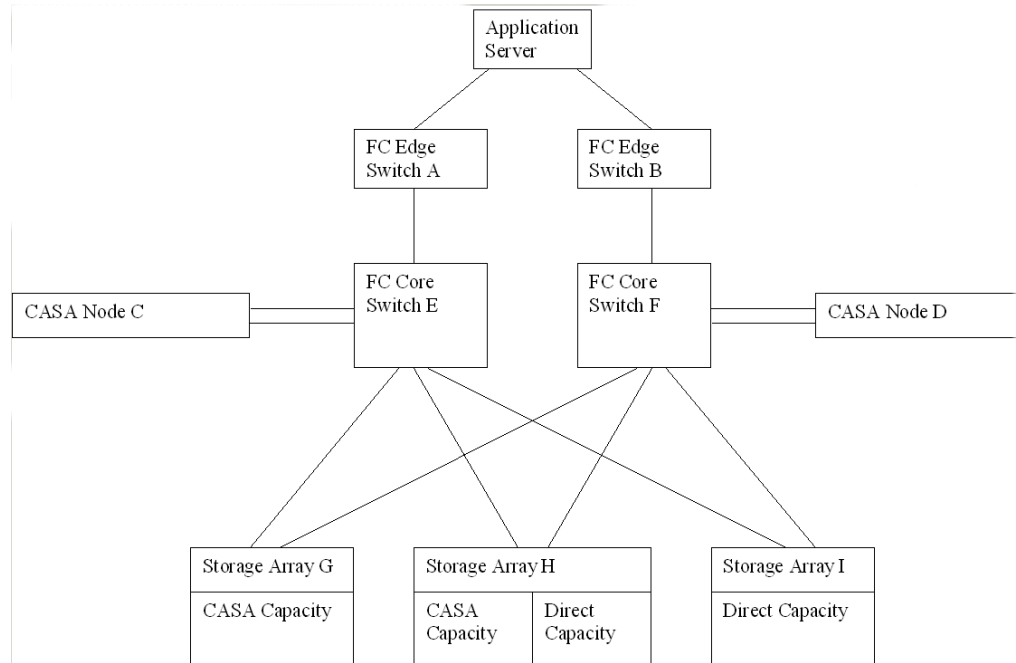 Application
Server
FC Edge
Switch A
FC Edge
Switch B
FC Core
Switch E
FC Core
Switch F
CASA Node C
CASA Node D
Storage Array G
CASA Capacity
Storage Array H
CASA
Capacity
Direct
Capacity
Storage Array I
Direct Capacity